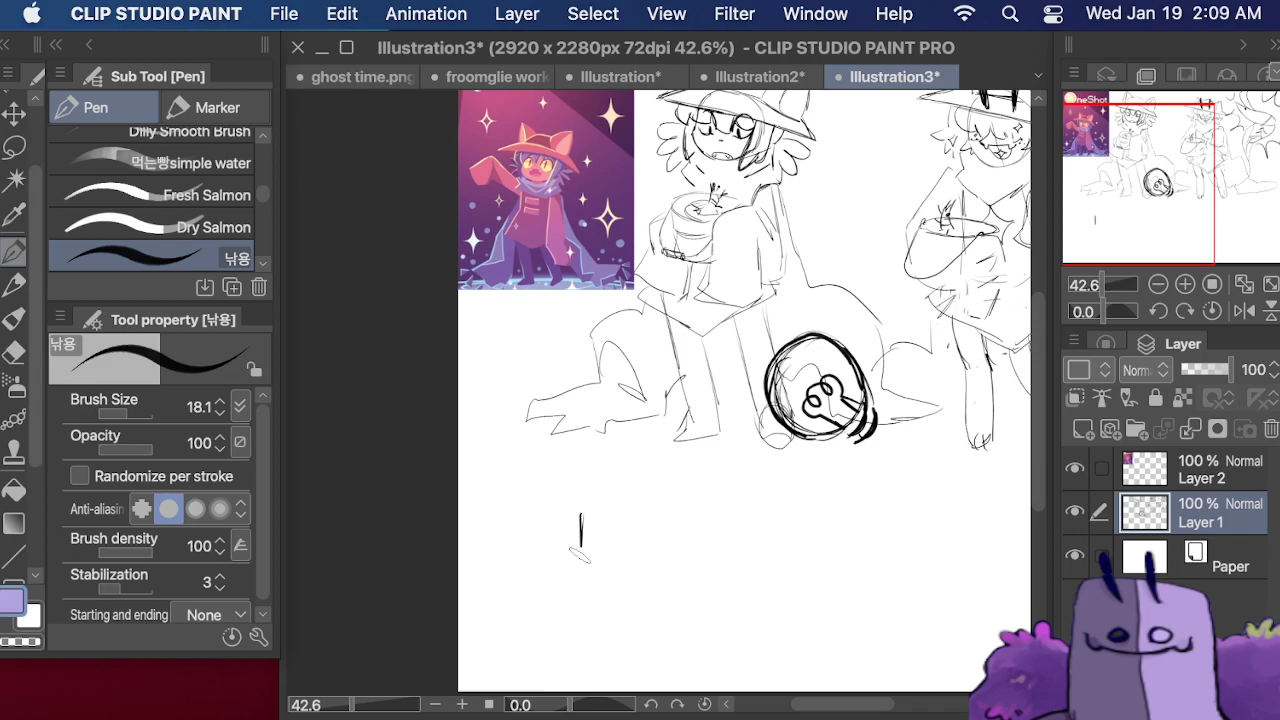 CLIP STUDIO PAINT File Edit Animation Layer Select View Filter Window Help Wed Jan 19 2:09 AM
Illustration3* (2920 x 2280px 72dpi 42.6%) - CLIP STUDIO PAINT PRO
Sub Tool [Pen]
ghost time.png
froomglie work
Illustration*
Illustration2*
Illustration3*
Pen
Marker
Dilly Smooth Brush
먹는빵simple water
Fresh Salmon
Dry Salmon
낚용
Tool property [낚용]
낚용
Brush Size 18.1
Opacity 100
Randomize per stroke
Anti-aliasin
Brush density 100
Stabilization 3
Starting and ending None
OneShot
42.6
0.0
Layer
Norm 100
100 % Normal
Layer 2
100 % Normal
Layer 1
Paper
42.6 0.0